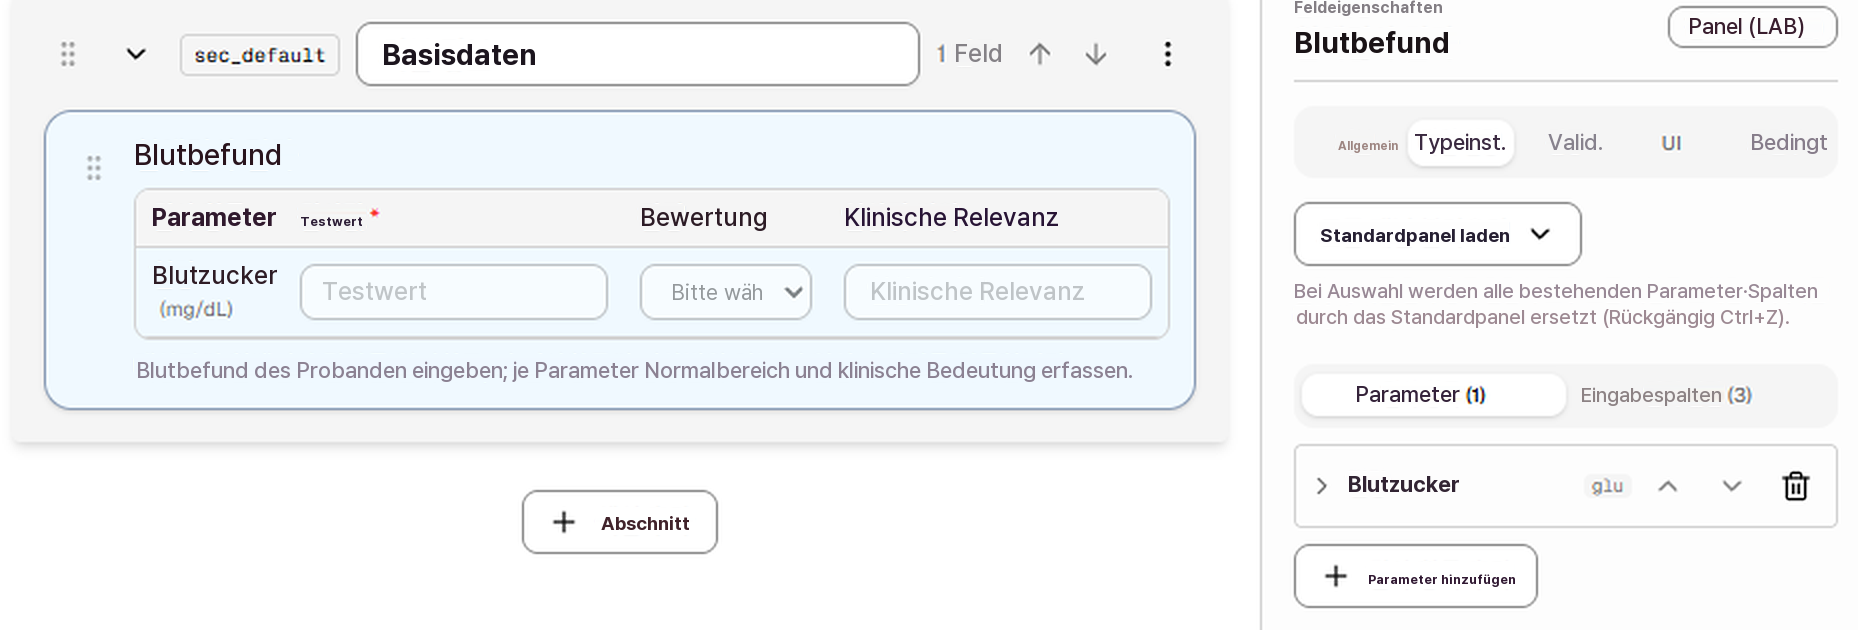 sec_default Basisdaten 1 Feld
Blutbefund
Parameter Testwert * Bewertung Klinische Relevanz
Blutzucker Testwert Bitte wäh Klinische Relevanz
(mg/dL)
Blutbefund des Probanden eingeben; je Parameter Normalbereich und klinische Bedeutung erfassen.
+ Abschnitt
Feldeigenschaften
Blutbefund Panel (LAB)
Allgemein Typeinst. Valid. UI Bedingt
Standardpanel laden
Bei Auswahl werden alle bestehenden Parameter·Spalten
durch das Standardpanel ersetzt (Rückgängig Ctrl+Z).
Parameter (1) Eingabespalten (3)
Blutzucker glu
+ Parameter hinzufügen